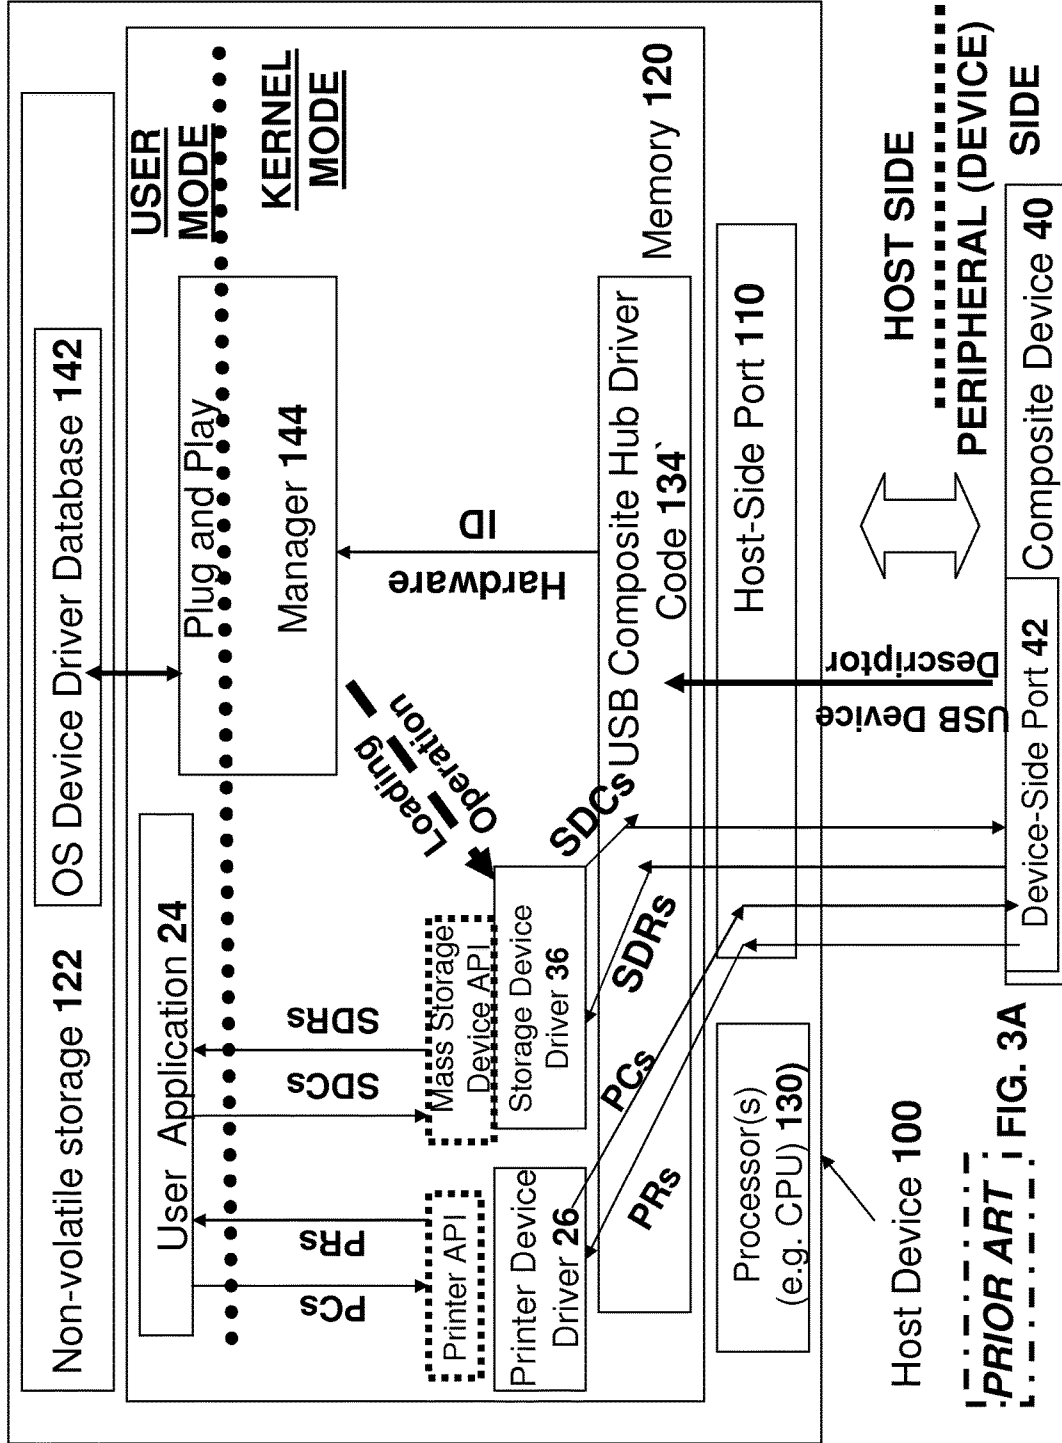 Non-volatile storage 122
OS Device Driver Database 142
User Application 24
USER
MODE
KERNEL
MODE
Plug and Play
Manager 144
PCs
PRs
SDCs
SDRs
Loading
Operation
Hardware
ID
Printer API
Mass Storage
Device API
Printer Device
Driver 26
Storage Device
Driver 36
SDCs
USB Composite Hub Driver
Code 134`
Memory 120
PRs
PCs
SDRs
Processor(s)
(e.g. CPU) 130)
Host-Side Port 110
USB Device
Descriptor
Host Device 100
HOST SIDE
PERIPHERAL (DEVICE)
SIDE
Device-Side Port 42
Composite Device 40
PRIOR ART
FIG. 3A